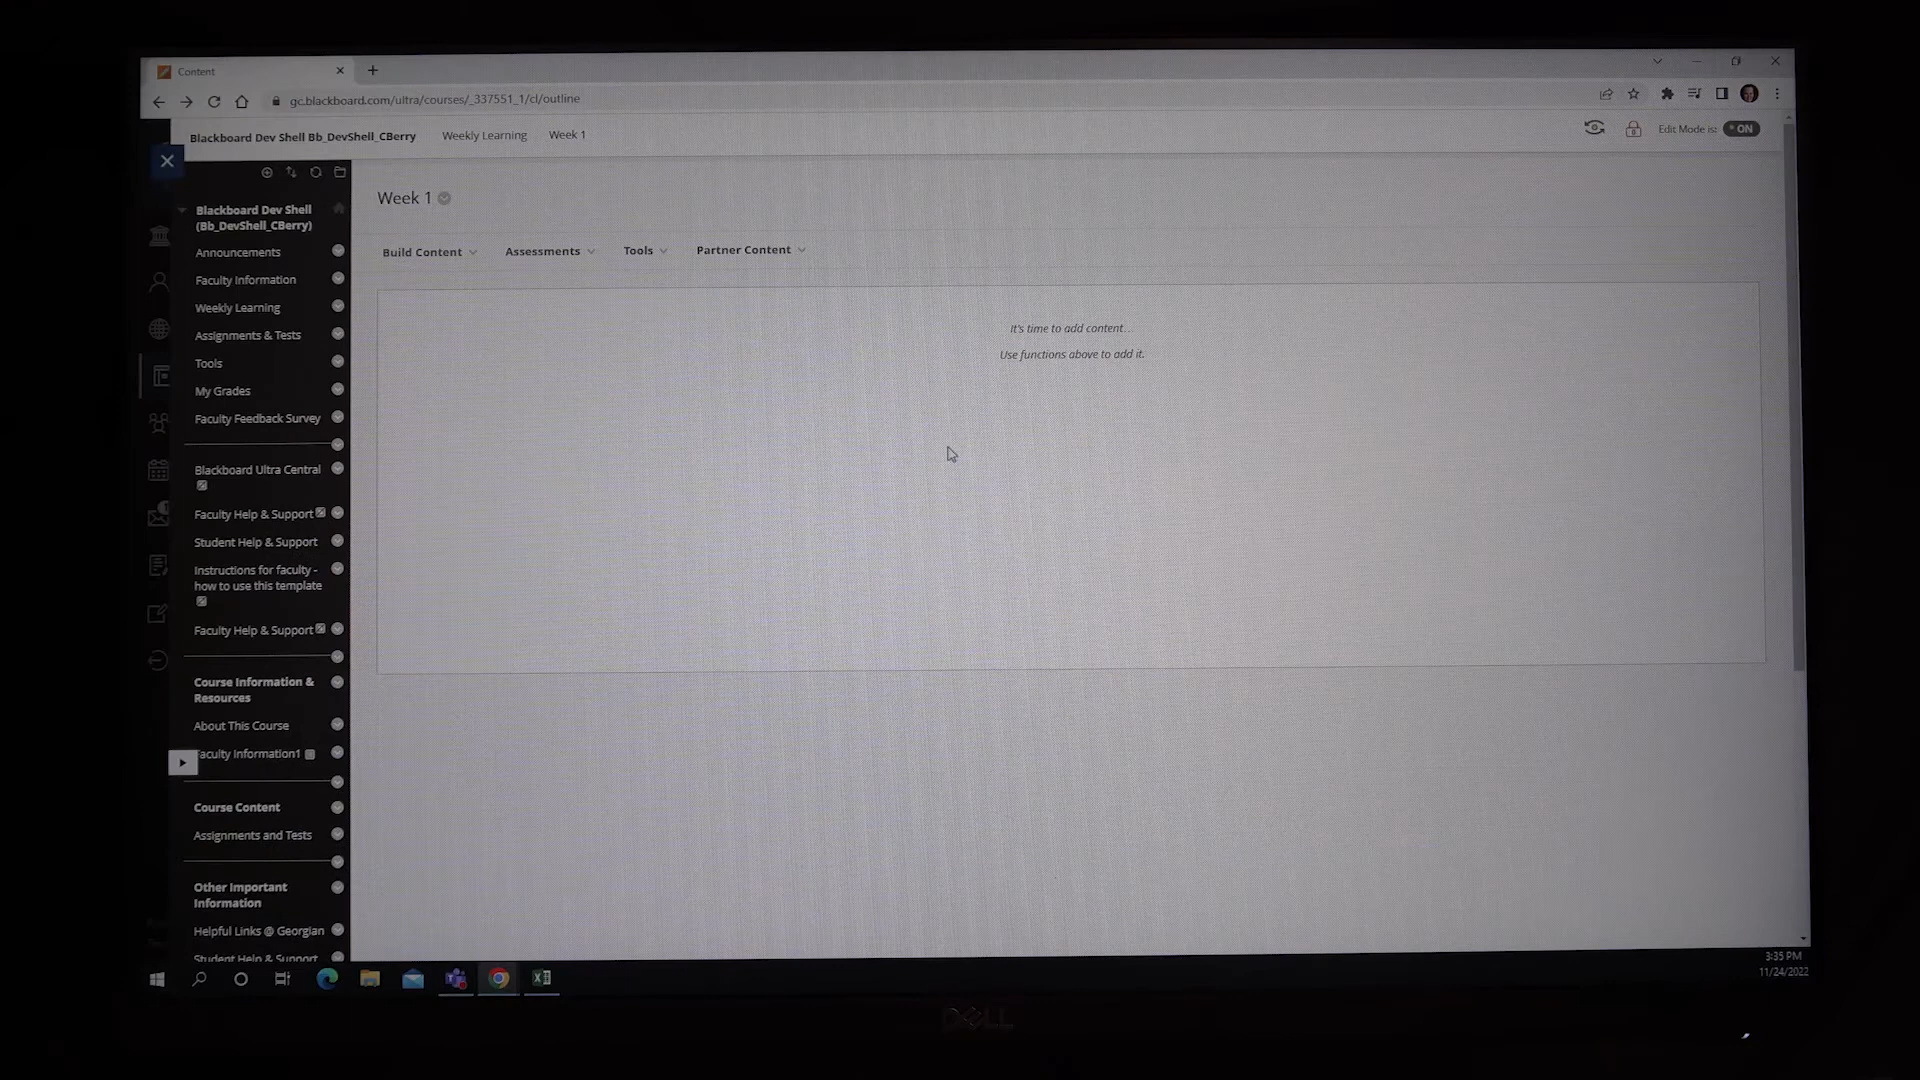 Content
gc.blackboard.com/ultra/courses/_337551_1/cl/outline
Blackboard Dev Shell Bb_DevShell_CBerry Weekly Learning Week 1
Edit Mode is: ON
Blackboard Dev Shell
(Bb_DevShell_CBerry)
Announcements
Faculty Information
Weekly Learning
Assignments & Tests
Tools
My Grades
Faculty Feedback Survey
Blackboard Ultra Central
Faculty Help & Support
Student Help & Support
Instructions for faculty -
how to use this template
Faculty Help & Support
Course Information &
Resources
About This Course
aculty Information1
Course Content
Assignments and Tests
Other Important
Information
Helpful Links @ Georgian
Student Help & Support
Week 1
Build Content Assessments Tools Partner Content
It's time to add content...
Use functions above to add it.
3:35 PM
11/24/2022
DELL